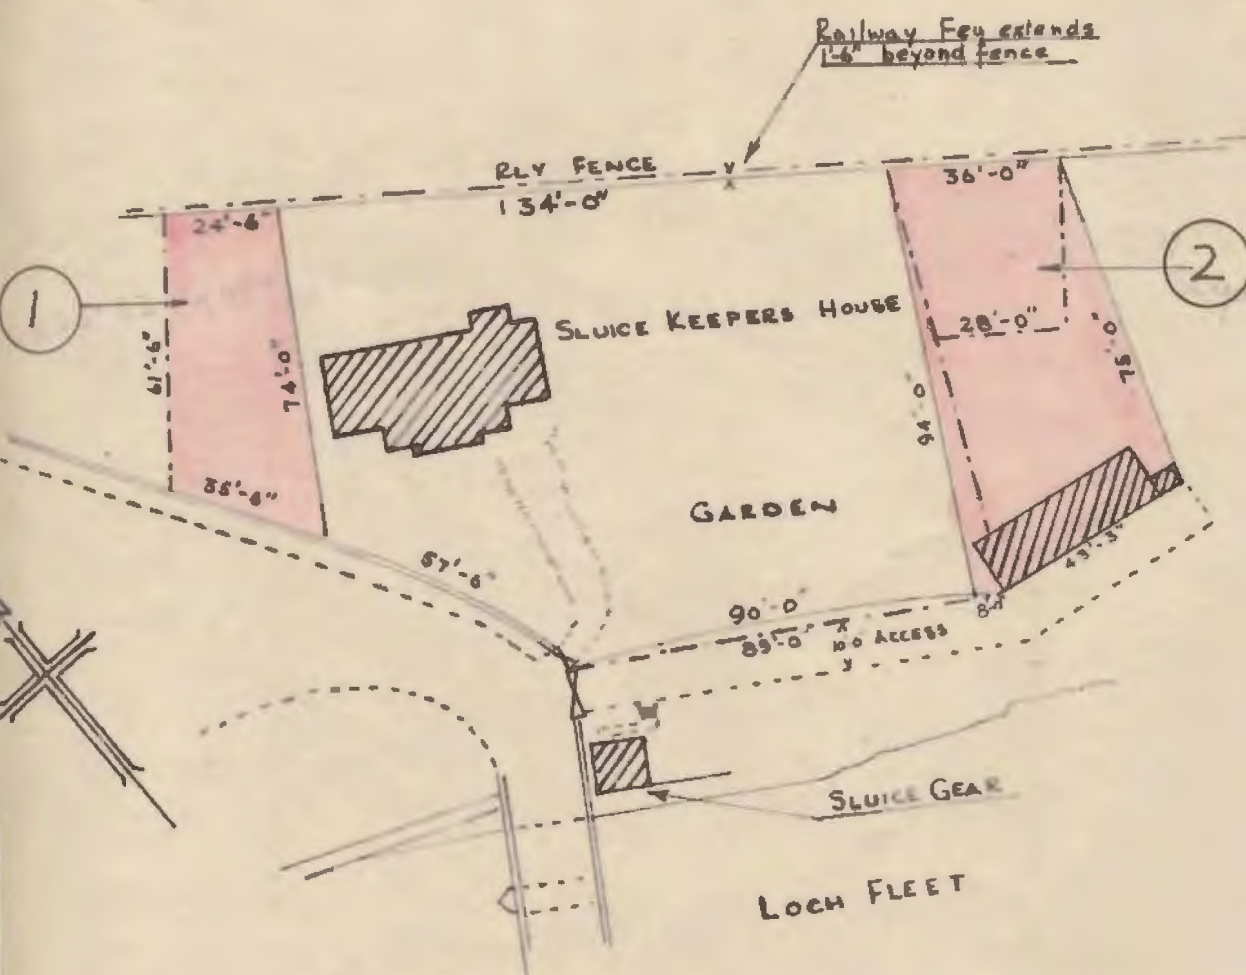 Railway Feu extends
1'-6" beyond fence
RLY FENCE
134'-0"
24'-6"
36'-0"
1
2
SLUICE KEEPERS HOUSE
28'-0"
61'-6"
74'-0"
75'-0"
94'-0"
35'-6"
GARDEN
57'-6"
43'-3"
90'-0"
89'-0"
10-0 ACCESS
SLUICE GEAR
LOCH FLEET